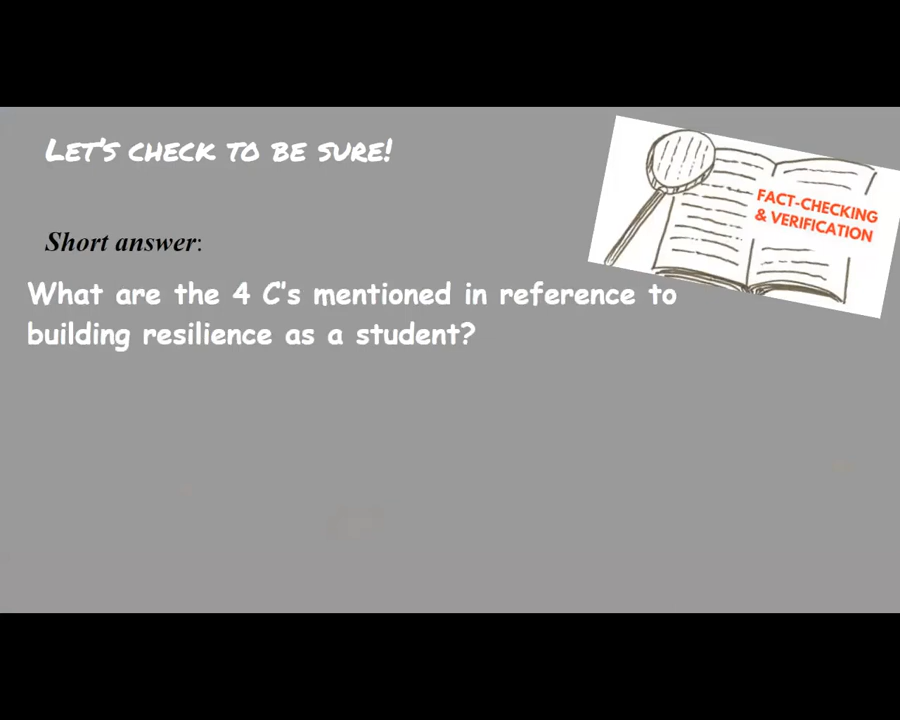 LET'S CHECK TO BE SURE!
FACT-CHECKING
& VERIFICATION
Short answer:
What are the 4 C's mentioned in reference to
building resilience as a student?